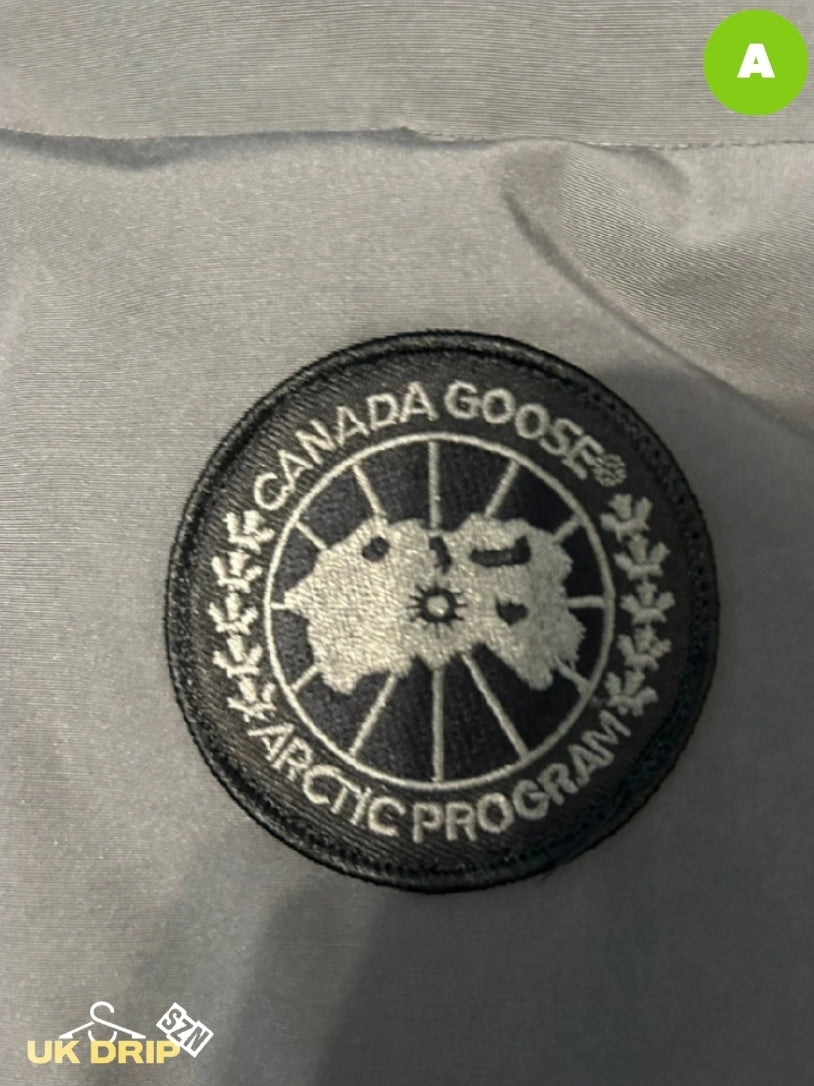 A
CANADA GOOSE®
ARCTIC PROGRAM
SZN
UK DRIP